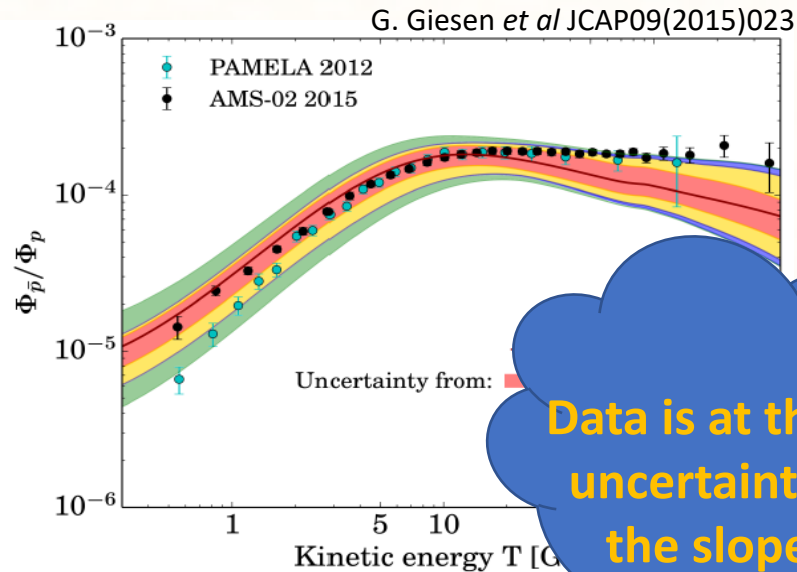 G. Giesen et al JCAP09(2015)023
10⁻³
PAMELA 2012
AMS-02 2015
10⁻⁴
Φp̄/Φp
10⁻⁵
Uncertainty from:
Data is at th
uncertaint
the slope
10⁻⁶
1 5 10
Kinetic energy T [G